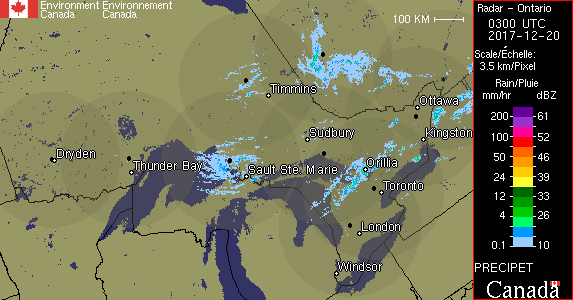 Environment Environnement
Canada Canada
100 KM
Timmins
Ottawa
Sudbury
Kingston
Dryden
Thunder Bay
Sault Ste. Marie
Orillia
Toronto
London
Windsor
Radar - Ontario
0300 UTC
2017-12-20
Scale/Échelle:
3.5 km/Pixel
Rain/Pluie
mm/hr dBZ
200 61
100 52
50 46
24 39
12 33
4 26
0.1 10
PRECIPET
Canada